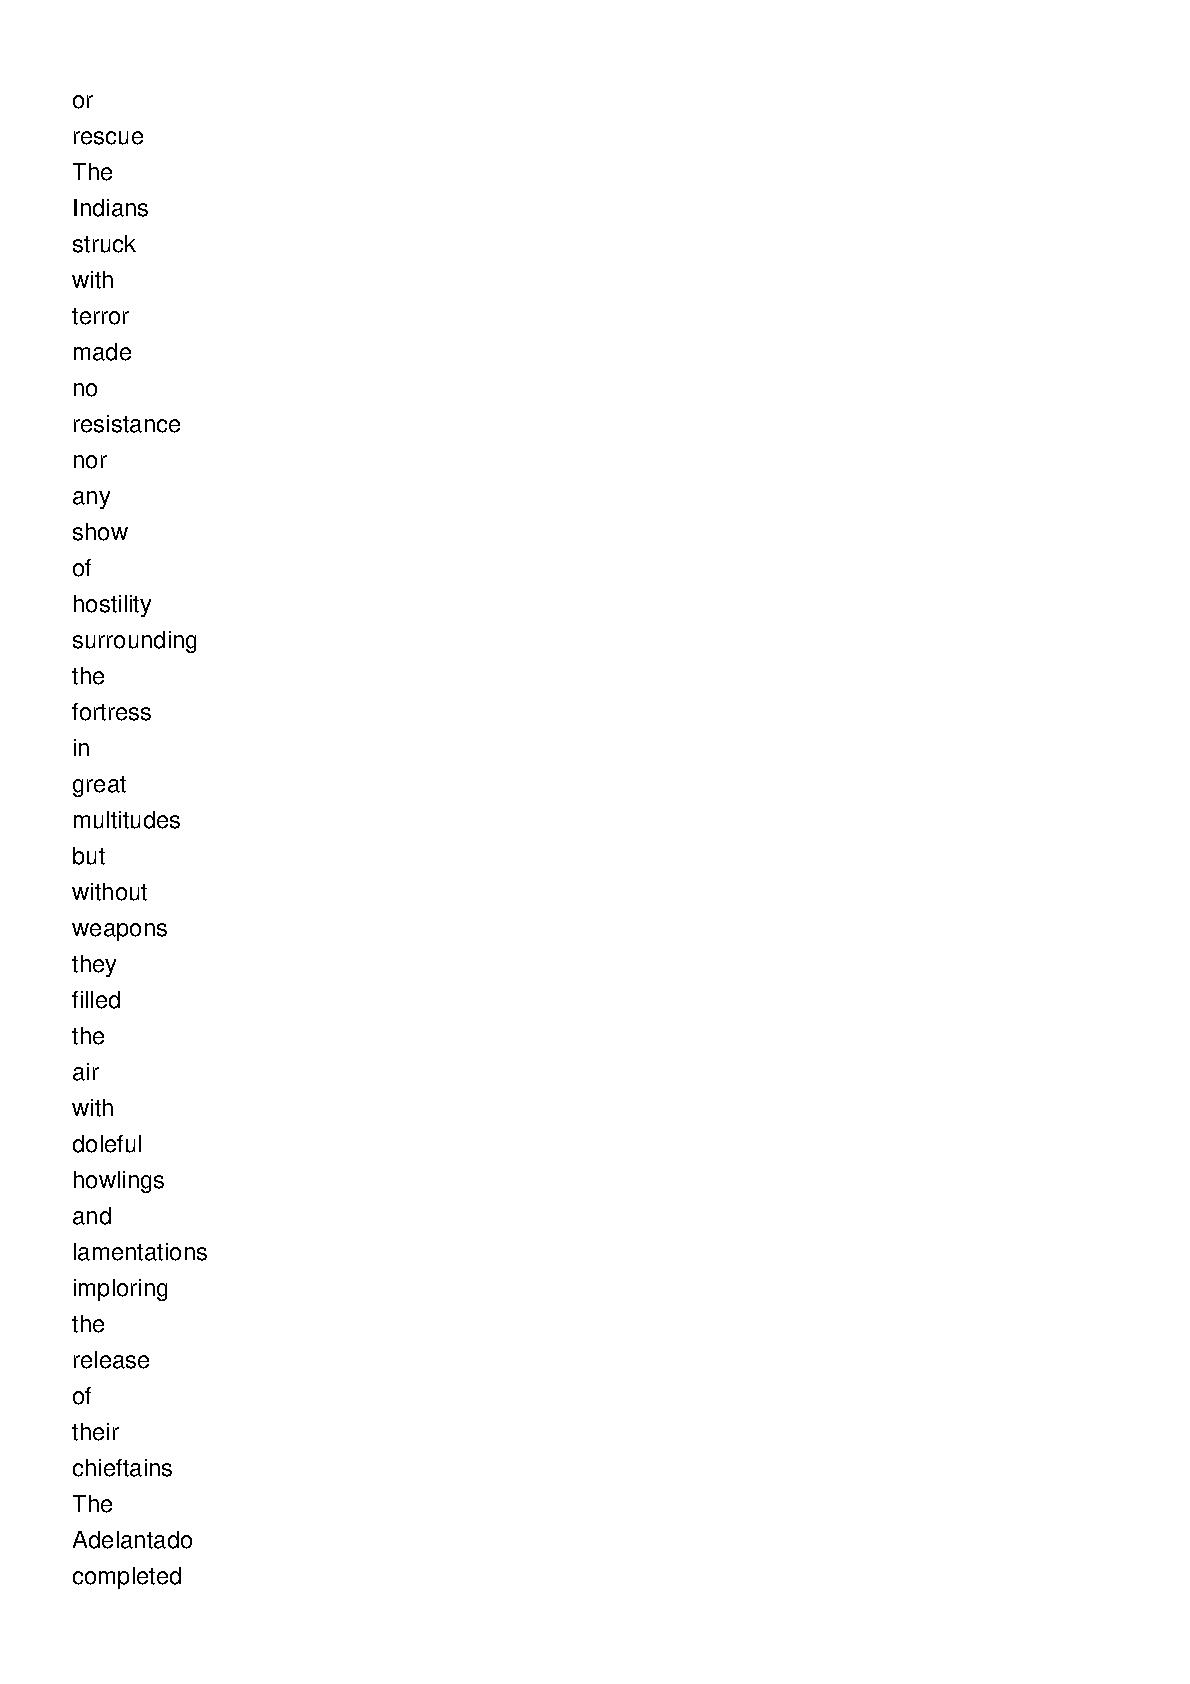 or
rescue
The
Indians
struck
with
terror
made
no
resistance
nor
any
show
of
hostility
surrounding
the
fortress
in
great
multitudes
but
without
weapons
they
filled
the
air
with
doleful
howlings
and
lamentations
imploring
the
release
of
their
chieftains
The
Adelantado
completed